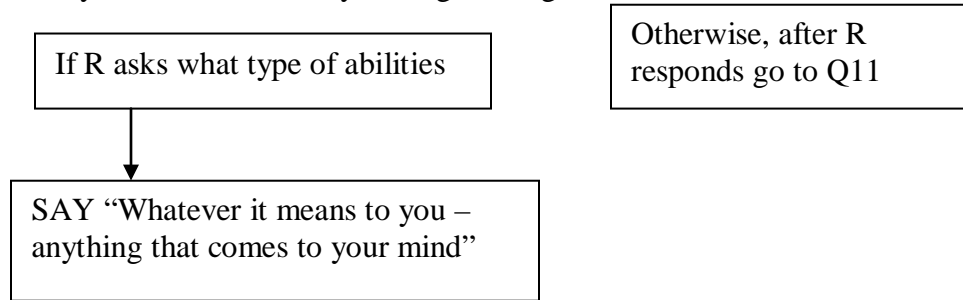 If R asks what type of abilities
Otherwise, after R
responds go to Q11
SAY “Whatever it means to you –
anything that comes to your mind”